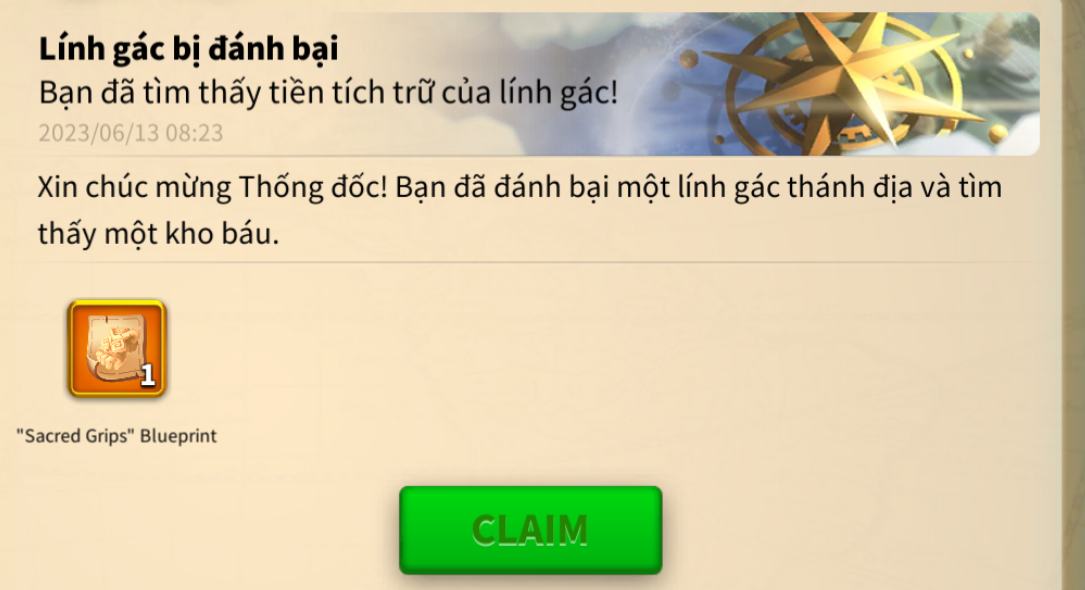 Lính gác bị đánh bại
Bạn đã tìm thấy tiền tích trữ của lính gác!
2023/06/13 08:23
Xin chúc mừng Thống đốc! Bạn đã đánh bại một lính gác thánh địa và tìm
thấy một kho báu.
1
"Sacred Grips" Blueprint
CLAIM